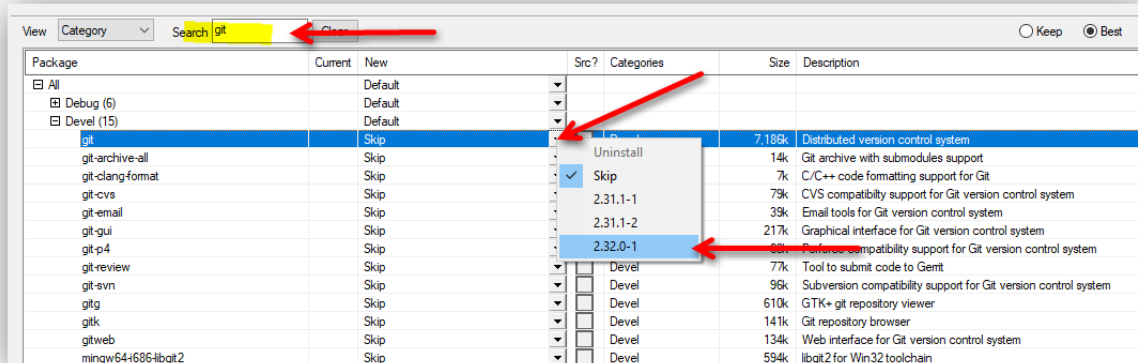 View Category Search git Clear Keep Best
Package Current New Src? Categories Size Description
All Default
Debug (6) Default
Devel (15) Default
git Skip Devel 7,186k Distributed version control system
git-archive-all Skip 14k Git archive with submodules support
git-clang-format Skip 7k C/C++ code formatting support for Git
git-cvs Skip 79k CVS compatibilty support for Git version control system
git-email Skip 39k Email tools for Git version control system
git-gui Skip 217k Graphical interface for Git version control system
git-p4 Skip Perforce compatibility support for Git version control system
git-review Skip Devel 77k Tool to submit code to Gerrit
git-svn Skip Devel 96k Subversion compatibility support for Git version control system
gitg Skip Devel 610k GTK+ git repository viewer
gitk Skip Devel 141k Git repository browser
gitweb Skip Devel 134k Web interface for Git version control system
mingw64-i686-libgit2 Skip Devel 594k libgit2 for Win32 toolchain
Uninstall
Skip
2.31.1-1
2.31.1-2
2.32.0-1